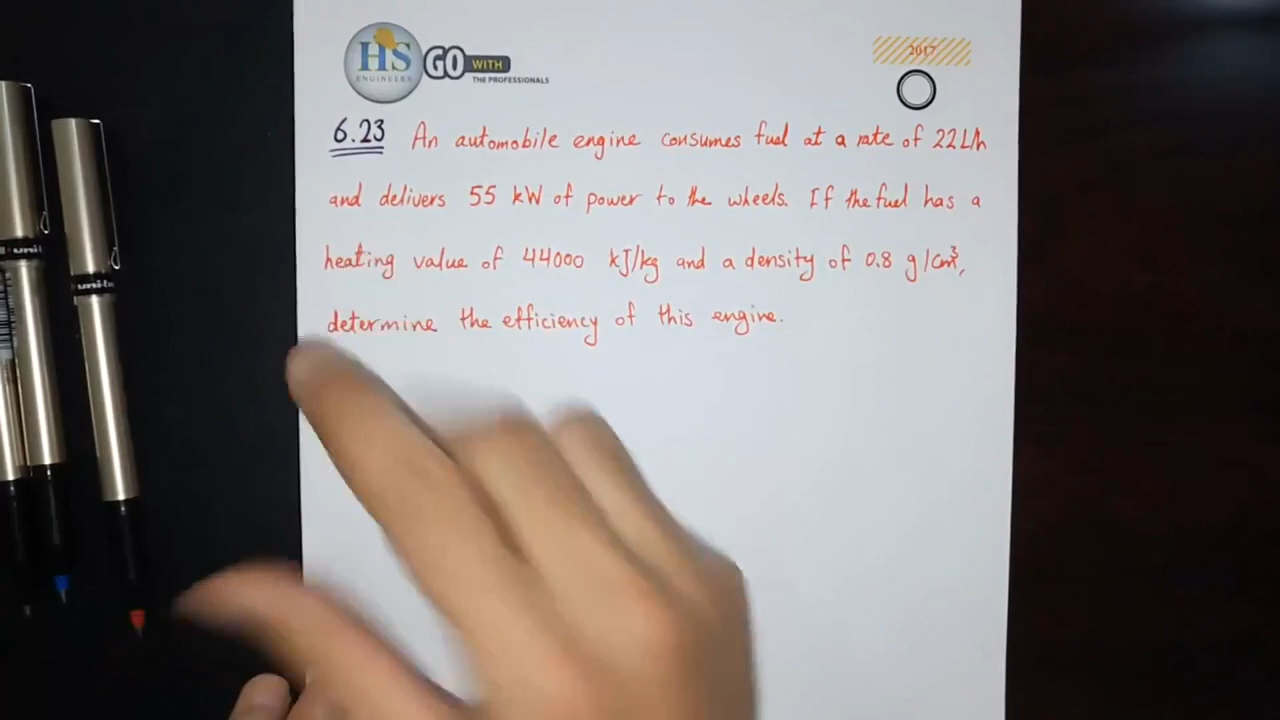 HS
ENGINEERS
GO WITH
THE PROFESSIONALS
2017
6.23 An automobile engine consumes fuel at a rate of 22 L/h
and delivers 55 kW of power to the wheels. If the fuel has a
heating value of 44000 kJ/kg and a density of 0.8 g/cm³,
determine the efficiency of this engine.
uni
uni